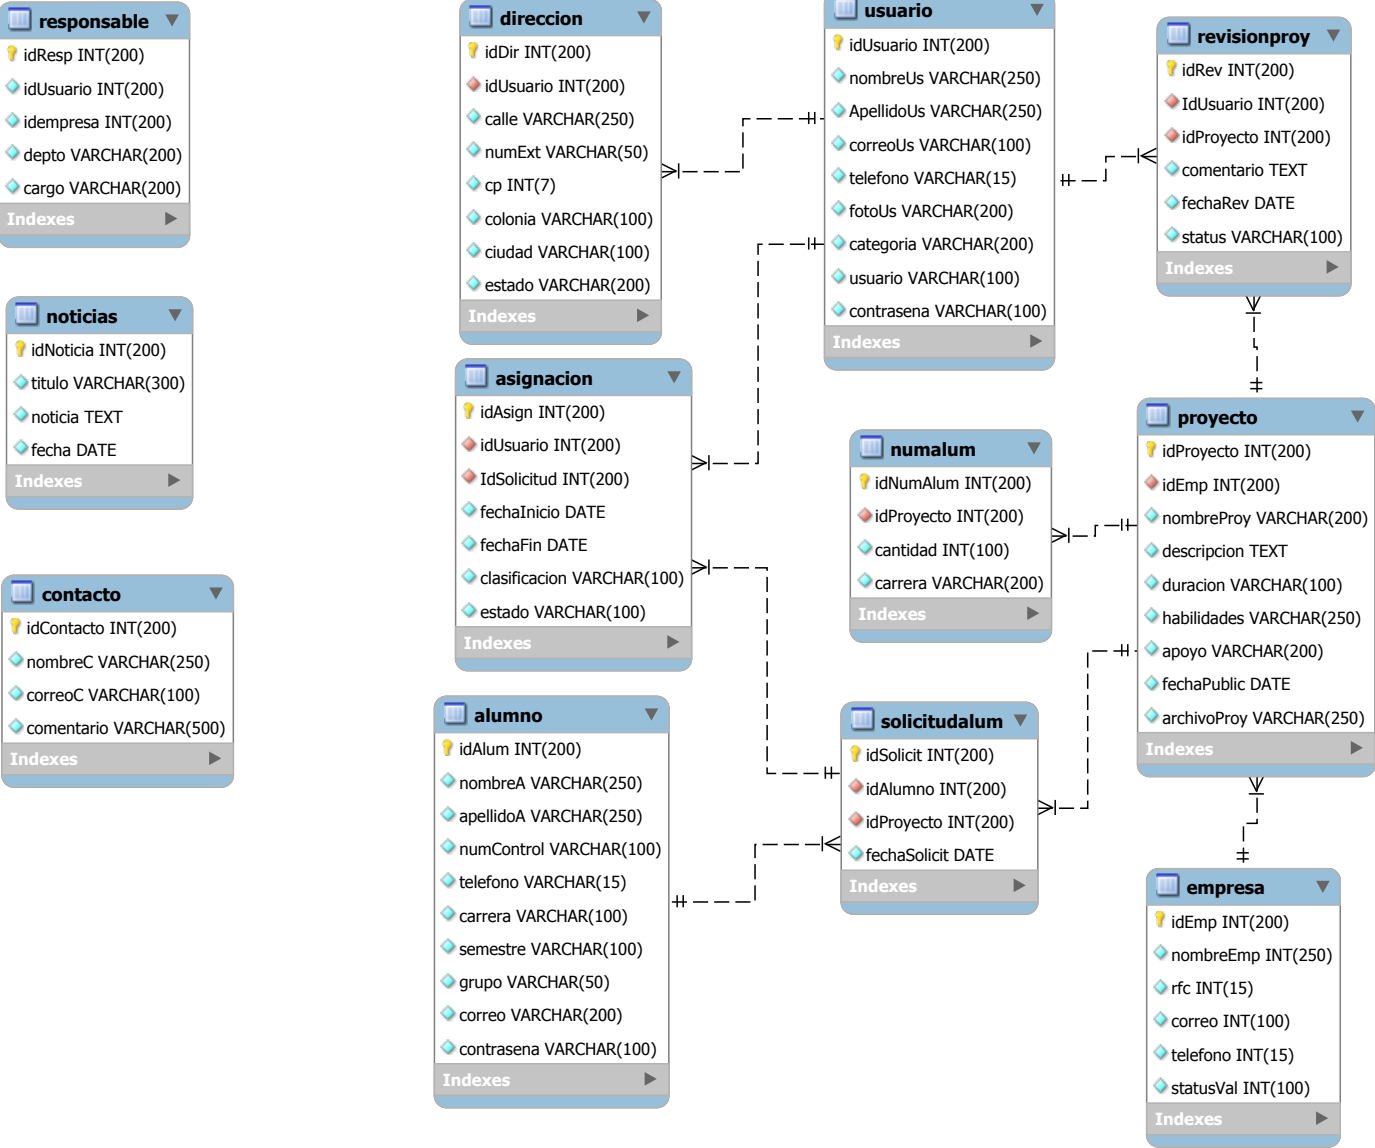 responsable
idResp INT(200)
idUsuario INT(200)
idempresa INT(200)
depto VARCHAR(200)
cargo VARCHAR(200)
Indexes
noticias
idNoticia INT(200)
titulo VARCHAR(300)
noticia TEXT
fecha DATE
Indexes
contacto
idContacto INT(200)
nombreC VARCHAR(250)
correoC VARCHAR(100)
comentario VARCHAR(500)
Indexes
direccion
idDir INT(200)
idUsuario INT(200)
calle VARCHAR(250)
numExt VARCHAR(50)
cp INT(7)
colonia VARCHAR(100)
ciudad VARCHAR(100)
estado VARCHAR(200)
Indexes
asignacion
idAsign INT(200)
idUsuario INT(200)
IdSolicitud INT(200)
fechaInicio DATE
fechaFin DATE
clasificacion VARCHAR(100)
estado VARCHAR(100)
Indexes
alumno
idAlum INT(200)
nombreA VARCHAR(250)
apellidoA VARCHAR(250)
numControl VARCHAR(100)
telefono VARCHAR(15)
carrera VARCHAR(100)
semestre VARCHAR(100)
grupo VARCHAR(50)
correo VARCHAR(200)
contrasena VARCHAR(100)
Indexes
usuario
idUsuario INT(200)
nombreUs VARCHAR(250)
ApellidoUs VARCHAR(250)
correoUs VARCHAR(100)
telefono VARCHAR(15)
fotoUs VARCHAR(200)
categoria VARCHAR(200)
usuario VARCHAR(100)
contrasena VARCHAR(100)
Indexes
numalum
idNumAlum INT(200)
idProyecto INT(200)
cantidad INT(100)
carrera VARCHAR(200)
Indexes
solicitudalum
idSolicit INT(200)
idAlumno INT(200)
idProyecto INT(200)
fechaSolicit DATE
Indexes
revisionproy
idRev INT(200)
IdUsuario INT(200)
idProyecto INT(200)
comentario TEXT
fechaRev DATE
status VARCHAR(100)
Indexes
proyecto
idProyecto INT(200)
idEmp INT(200)
nombreProy VARCHAR(200)
descripcion TEXT
duracion VARCHAR(100)
habilidades VARCHAR(250)
apoyo VARCHAR(200)
fechaPublic DATE
archivoProy VARCHAR(250)
Indexes
empresa
idEmp INT(200)
nombreEmp INT(250)
rfc INT(15)
correo INT(100)
telefono INT(15)
statusVal INT(100)
Indexes